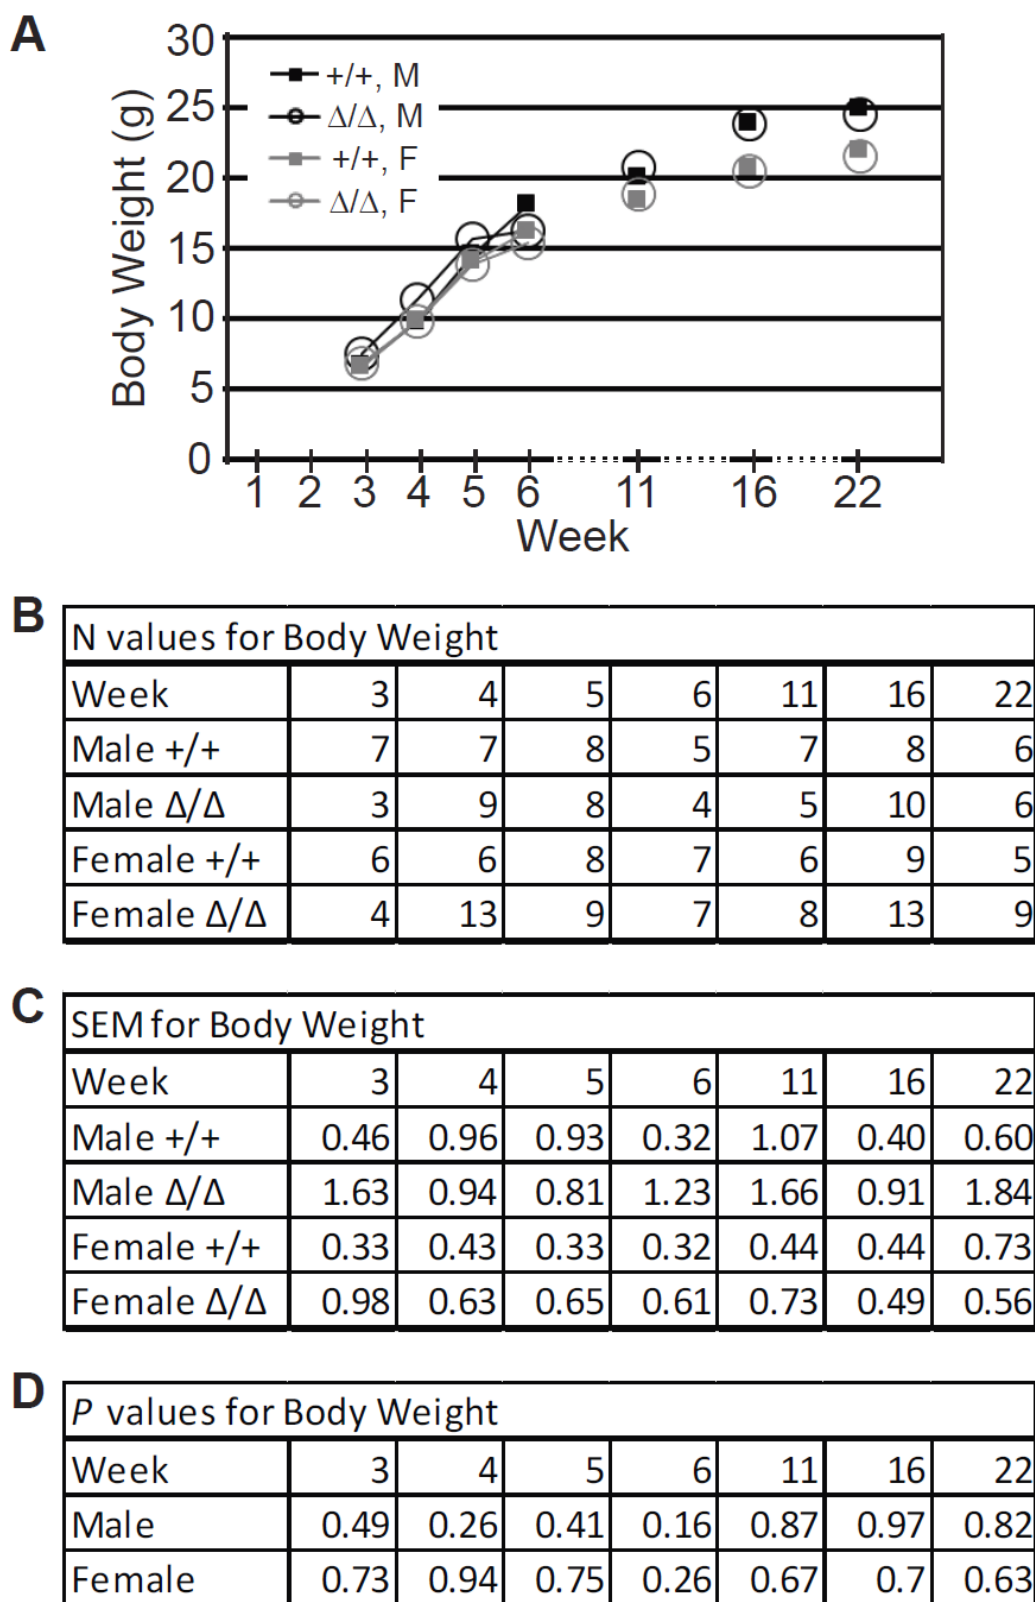 A
30
25
20
15
10
5
0
Body Weight (g)
+/+, M
Δ/Δ, M
+/+, F
Δ/Δ, F
1 2 3 4 5 6 11 16 22
Week
B
N values for Body Weight
Week 3 4 5 6 11 16 22
Male +/+ 7 7 8 5 7 8 6
Male Δ/Δ 3 9 8 4 5 10 6
Female +/+ 6 6 8 7 6 9 5
Female Δ/Δ 4 13 9 7 8 13 9
C
SEM for Body Weight
Week 3 4 5 6 11 16 22
Male +/+ 0.46 0.96 0.93 0.32 1.07 0.40 0.60
Male Δ/Δ 1.63 0.94 0.81 1.23 1.66 0.91 1.84
Female +/+ 0.33 0.43 0.33 0.32 0.44 0.44 0.73
Female Δ/Δ 0.98 0.63 0.65 0.61 0.73 0.49 0.56
D
P values for Body Weight
Week 3 4 5 6 11 16 22
Male 0.49 0.26 0.41 0.16 0.87 0.97 0.82
Female 0.73 0.94 0.75 0.26 0.67 0.7 0.63